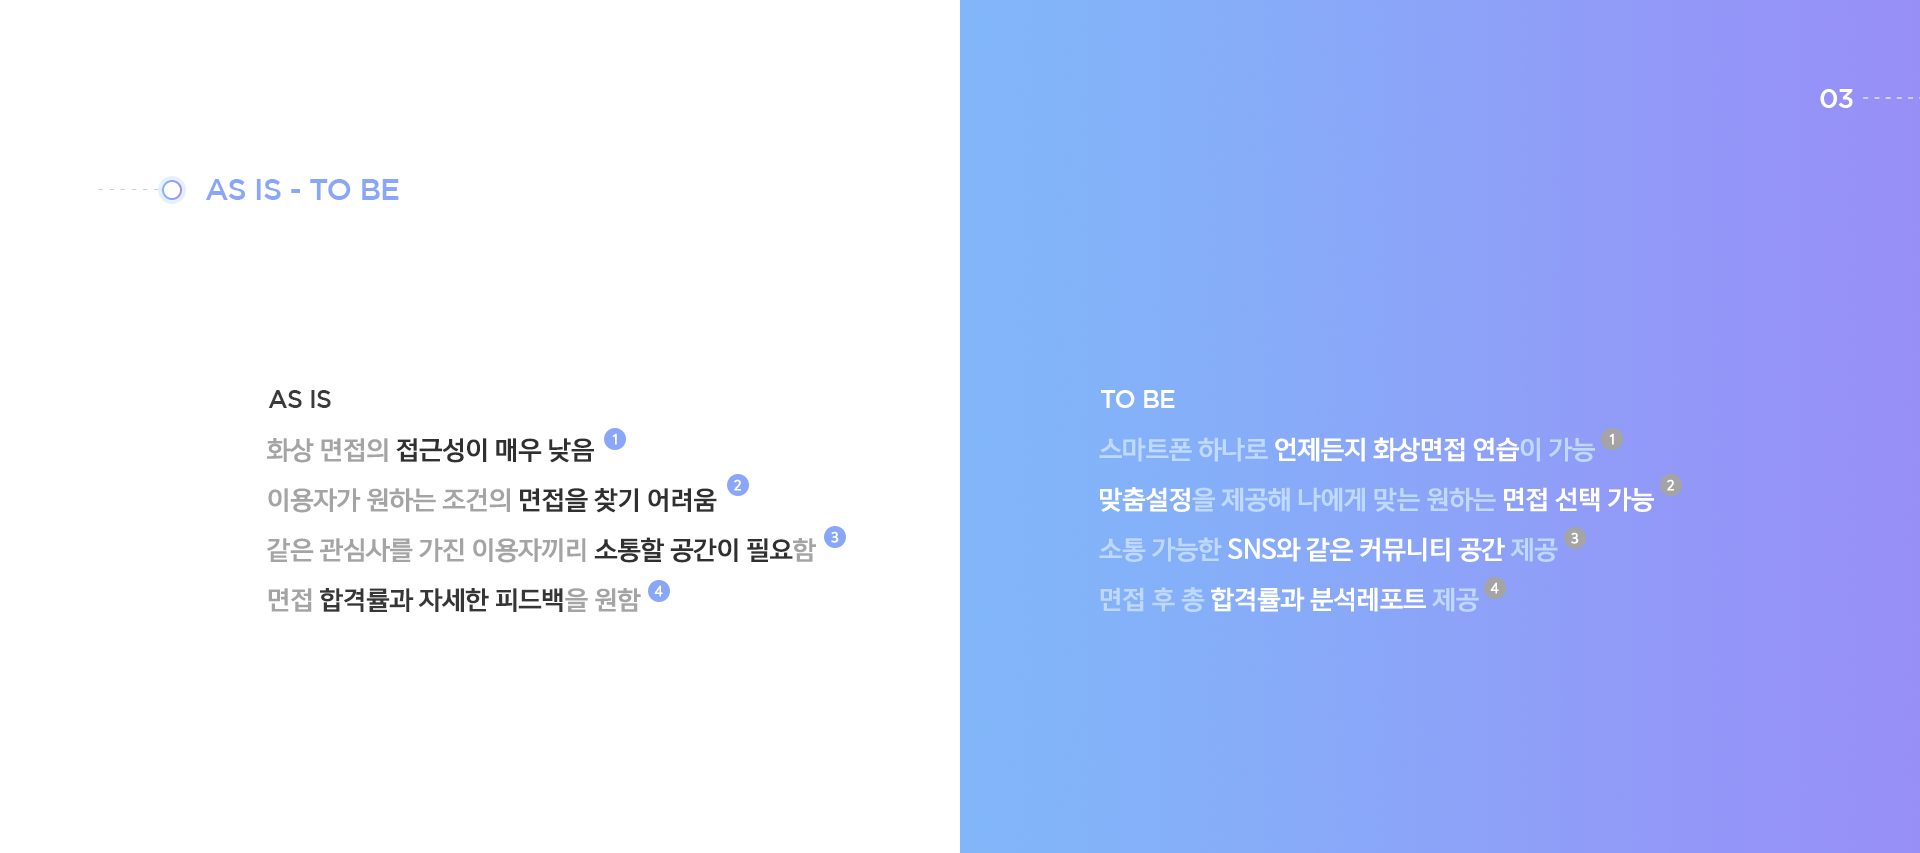 03
AS IS - TO BE
AS IS
화상 면접의 접근성이 매우 낮음 1
이용자가 원하는 조건의 면접을 찾기 어려움 2
같은 관심사를 가진 이용자끼리 소통할 공간이 필요함 3
면접 합격률과 자세한 피드백을 원함 4
TO BE
스마트폰 하나로 언제든지 화상면접 연습이 가능 1
맞춤설정을 제공해 나에게 맞는 원하는 면접 선택 가능 2
소통 가능한 SNS와 같은 커뮤니티 공간 제공 3
면접 후 총 합격률과 분석레포트 제공 4